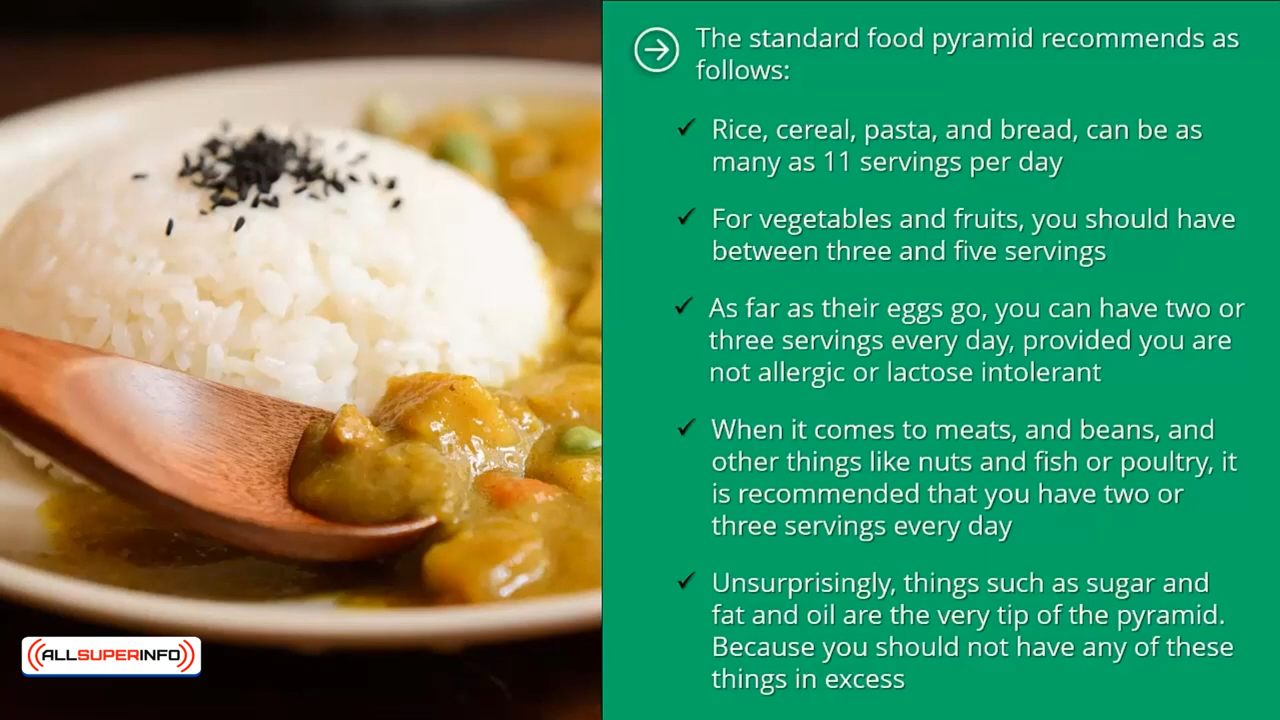 The standard food pyramid recommends as
follows:
Rice, cereal, pasta, and bread, can be as
many as 11 servings per day
For vegetables and fruits, you should have
between three and five servings
As far as their eggs go, you can have two or
three servings every day, provided you are
not allergic or lactose intolerant
When it comes to meats, and beans, and
other things like nuts and fish or poultry, it
is recommended that you have two or
three servings every day
Unsurprisingly, things such as sugar and
fat and oil are the very tip of the pyramid.
Because you should not have any of these
things in excess
ALLSUPERINFO